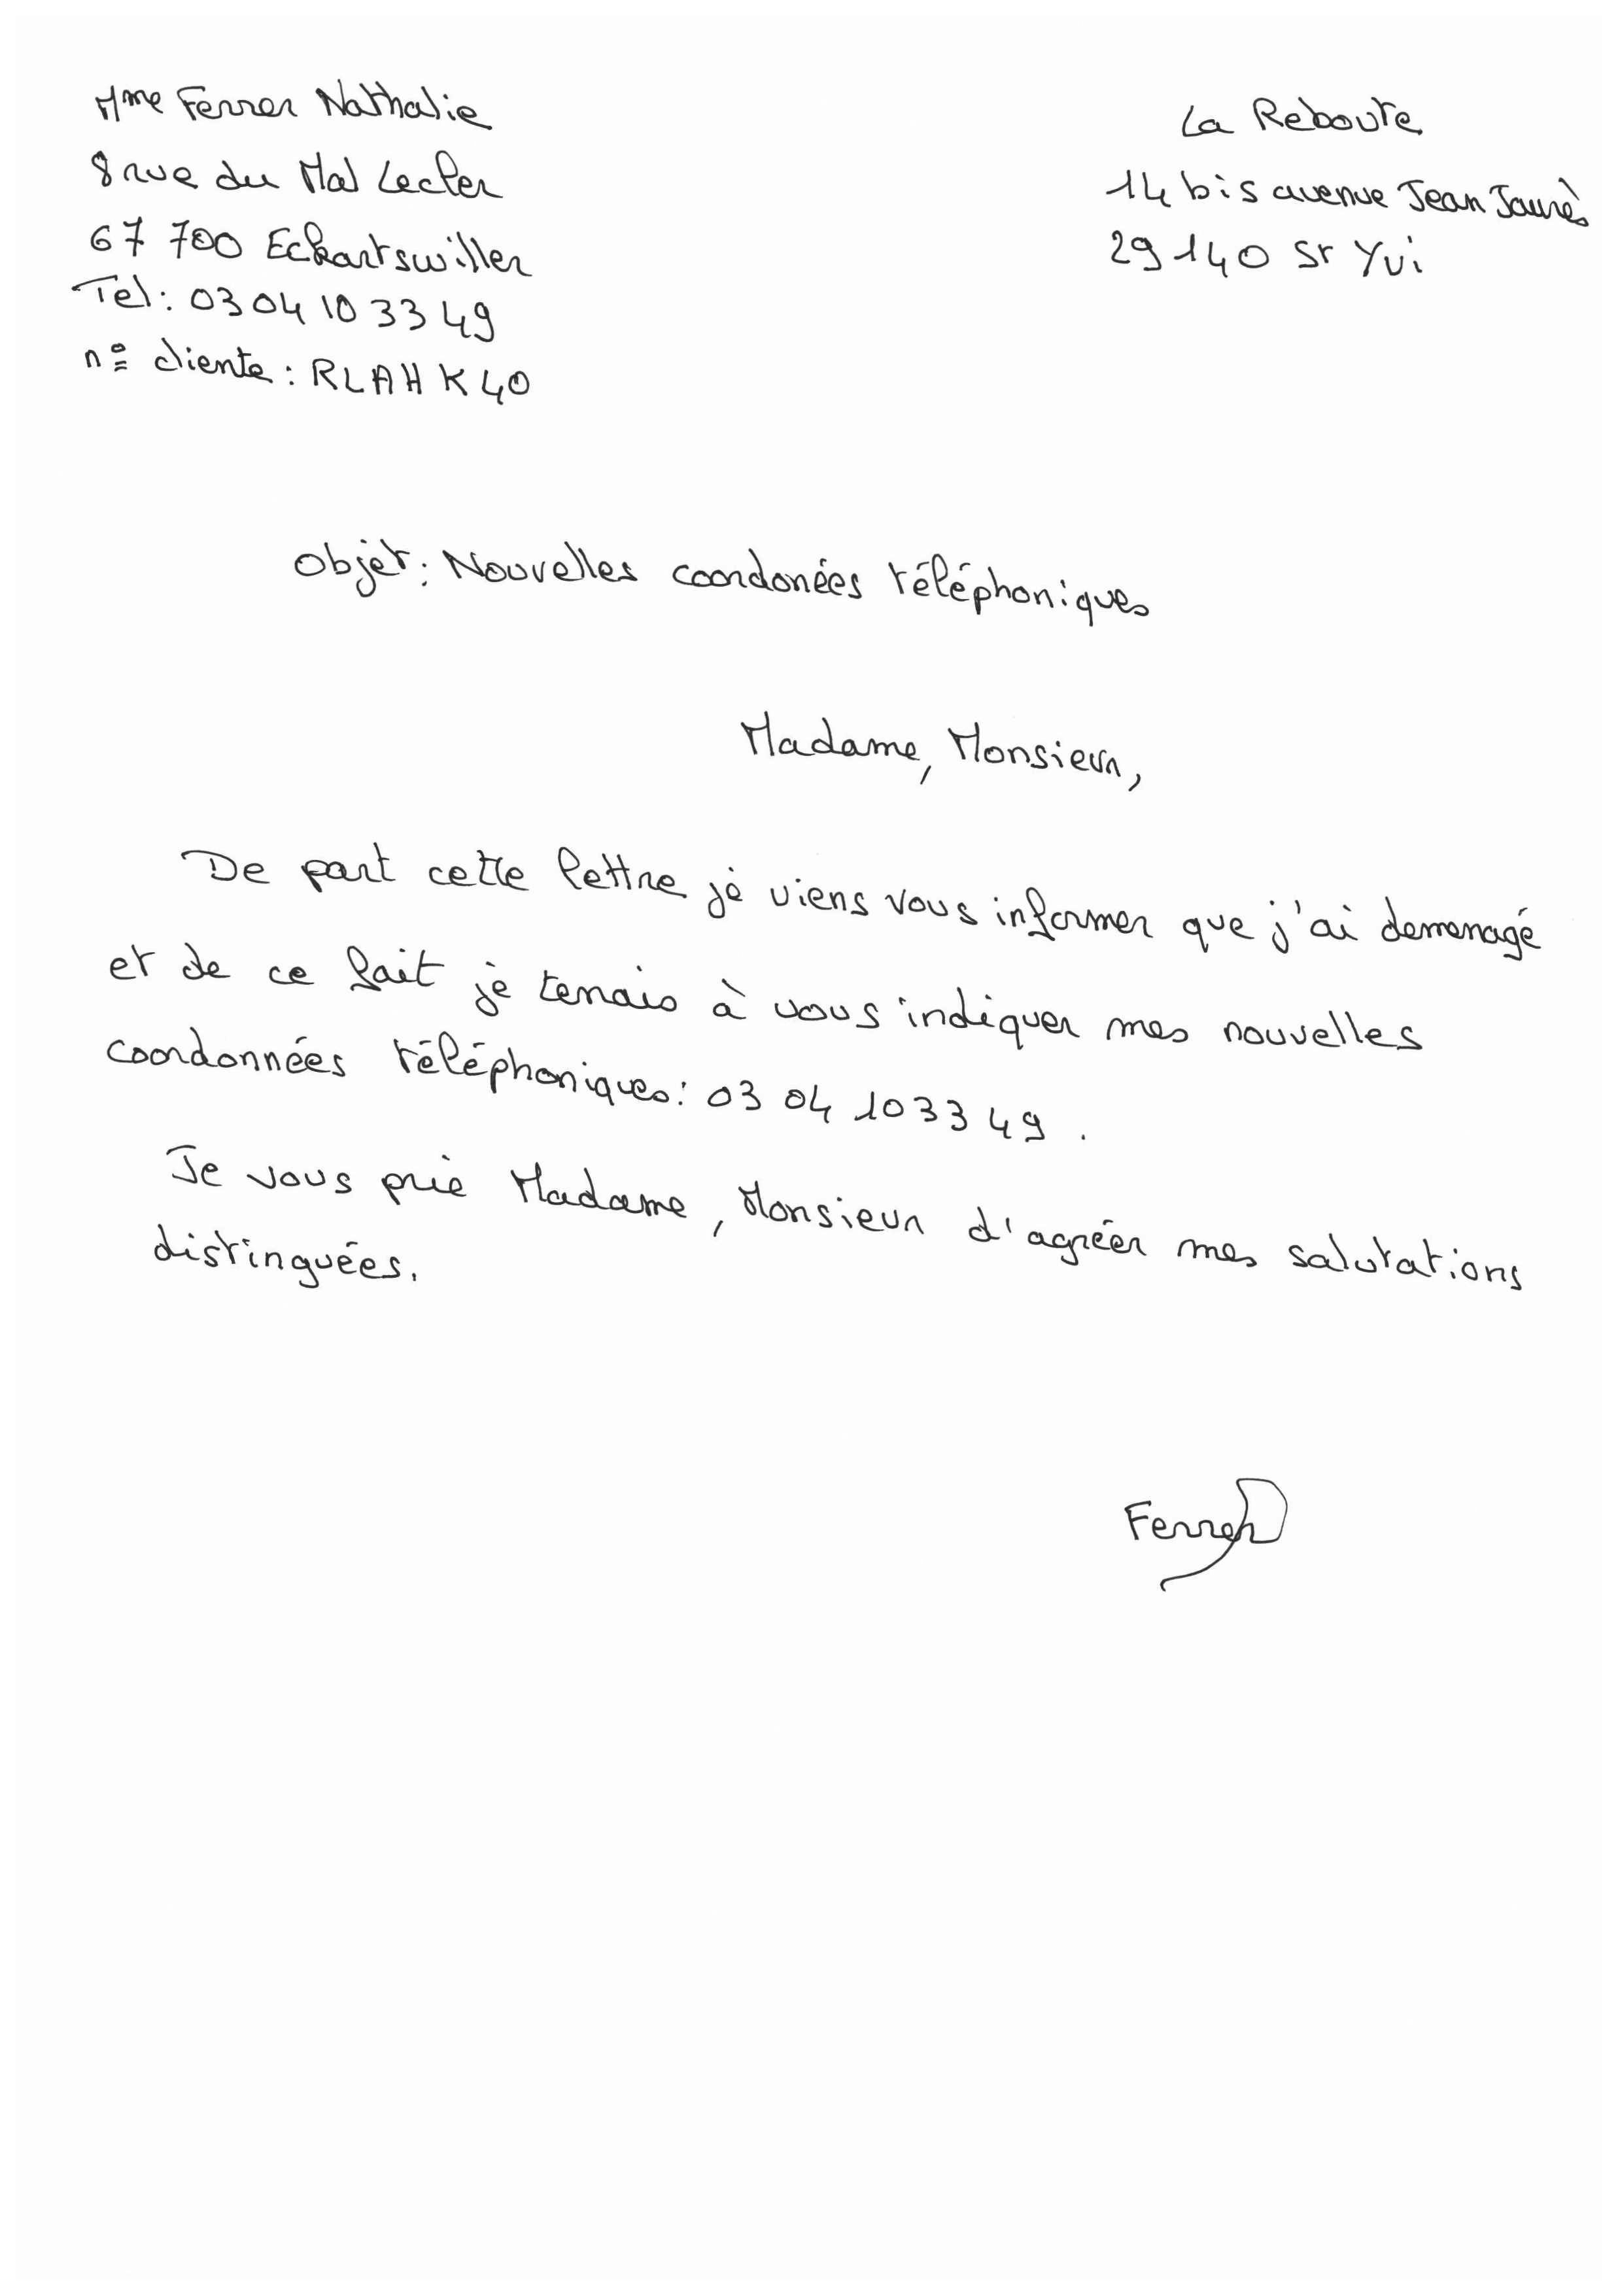 Mme Ferrer Nathalie
8 rue du Mal Lecler
67 700 Eckartswiller
Tel : 03 04 10 33 49
n° cliente : RLAHK40
La Reboute
14 bis avenue Jean Jaurès
29 140 St Yvi
Objet : Nouvelles coordonées téléphoniques
Madame, Monsieur,
De part cette lettre je viens vous informer que j'ai demenagé
et de ce fait je tenais à vous indiquer mes nouvelles
coordonnées téléphoniques : 03 04 10 33 49.
Je vous prie Madame, Monsieur d'agréer mes salutations
distinguées.
Ferrer